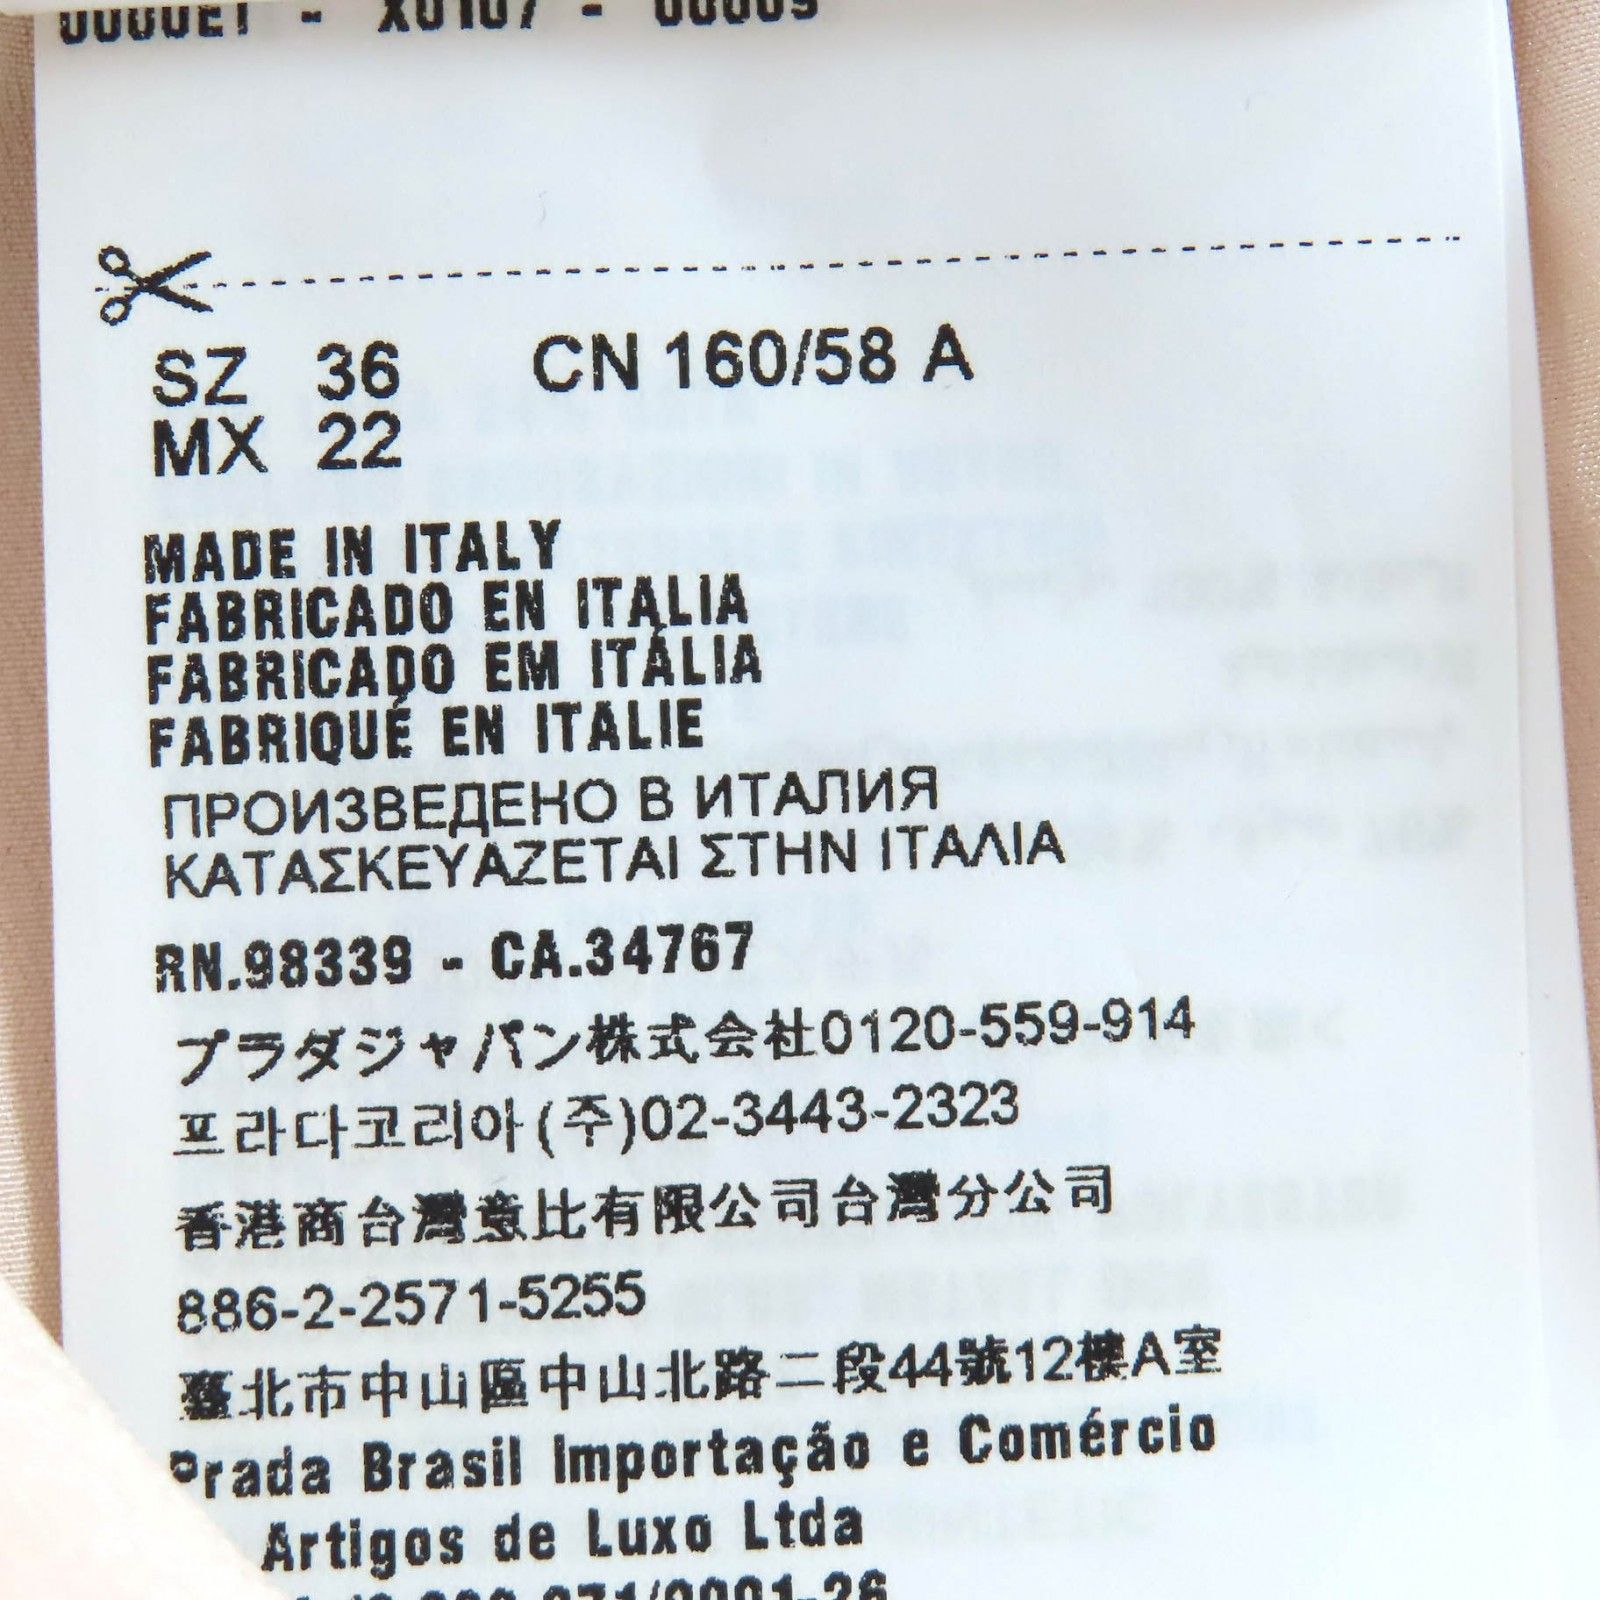 SZ 36 CN 160/58 A
MX 22
MADE IN ITALY
FABRICADO EN ITALIA
FABRICADO EM ITÁLIA
FABRIQUÉ EN ITALIE
ПРОИЗВЕДЕНО В ИТАЛИЯ
ΚΑΤΑΣΚΕΥΑΖΕΤΑΙ ΣΤΗΝ ΙΤΑΛΙΑ
RN.98339 - CA.34767
プラダジャパン株式会社0120-559-914
프라다코리아(주)02-3443-2323
香港商台灣意比有限公司台灣分公司
886-2-2571-5255
臺北市中山區中山北路二段44號12樓A室
Prada Brasil Importação e Comércio
Artigos de Luxo Ltda